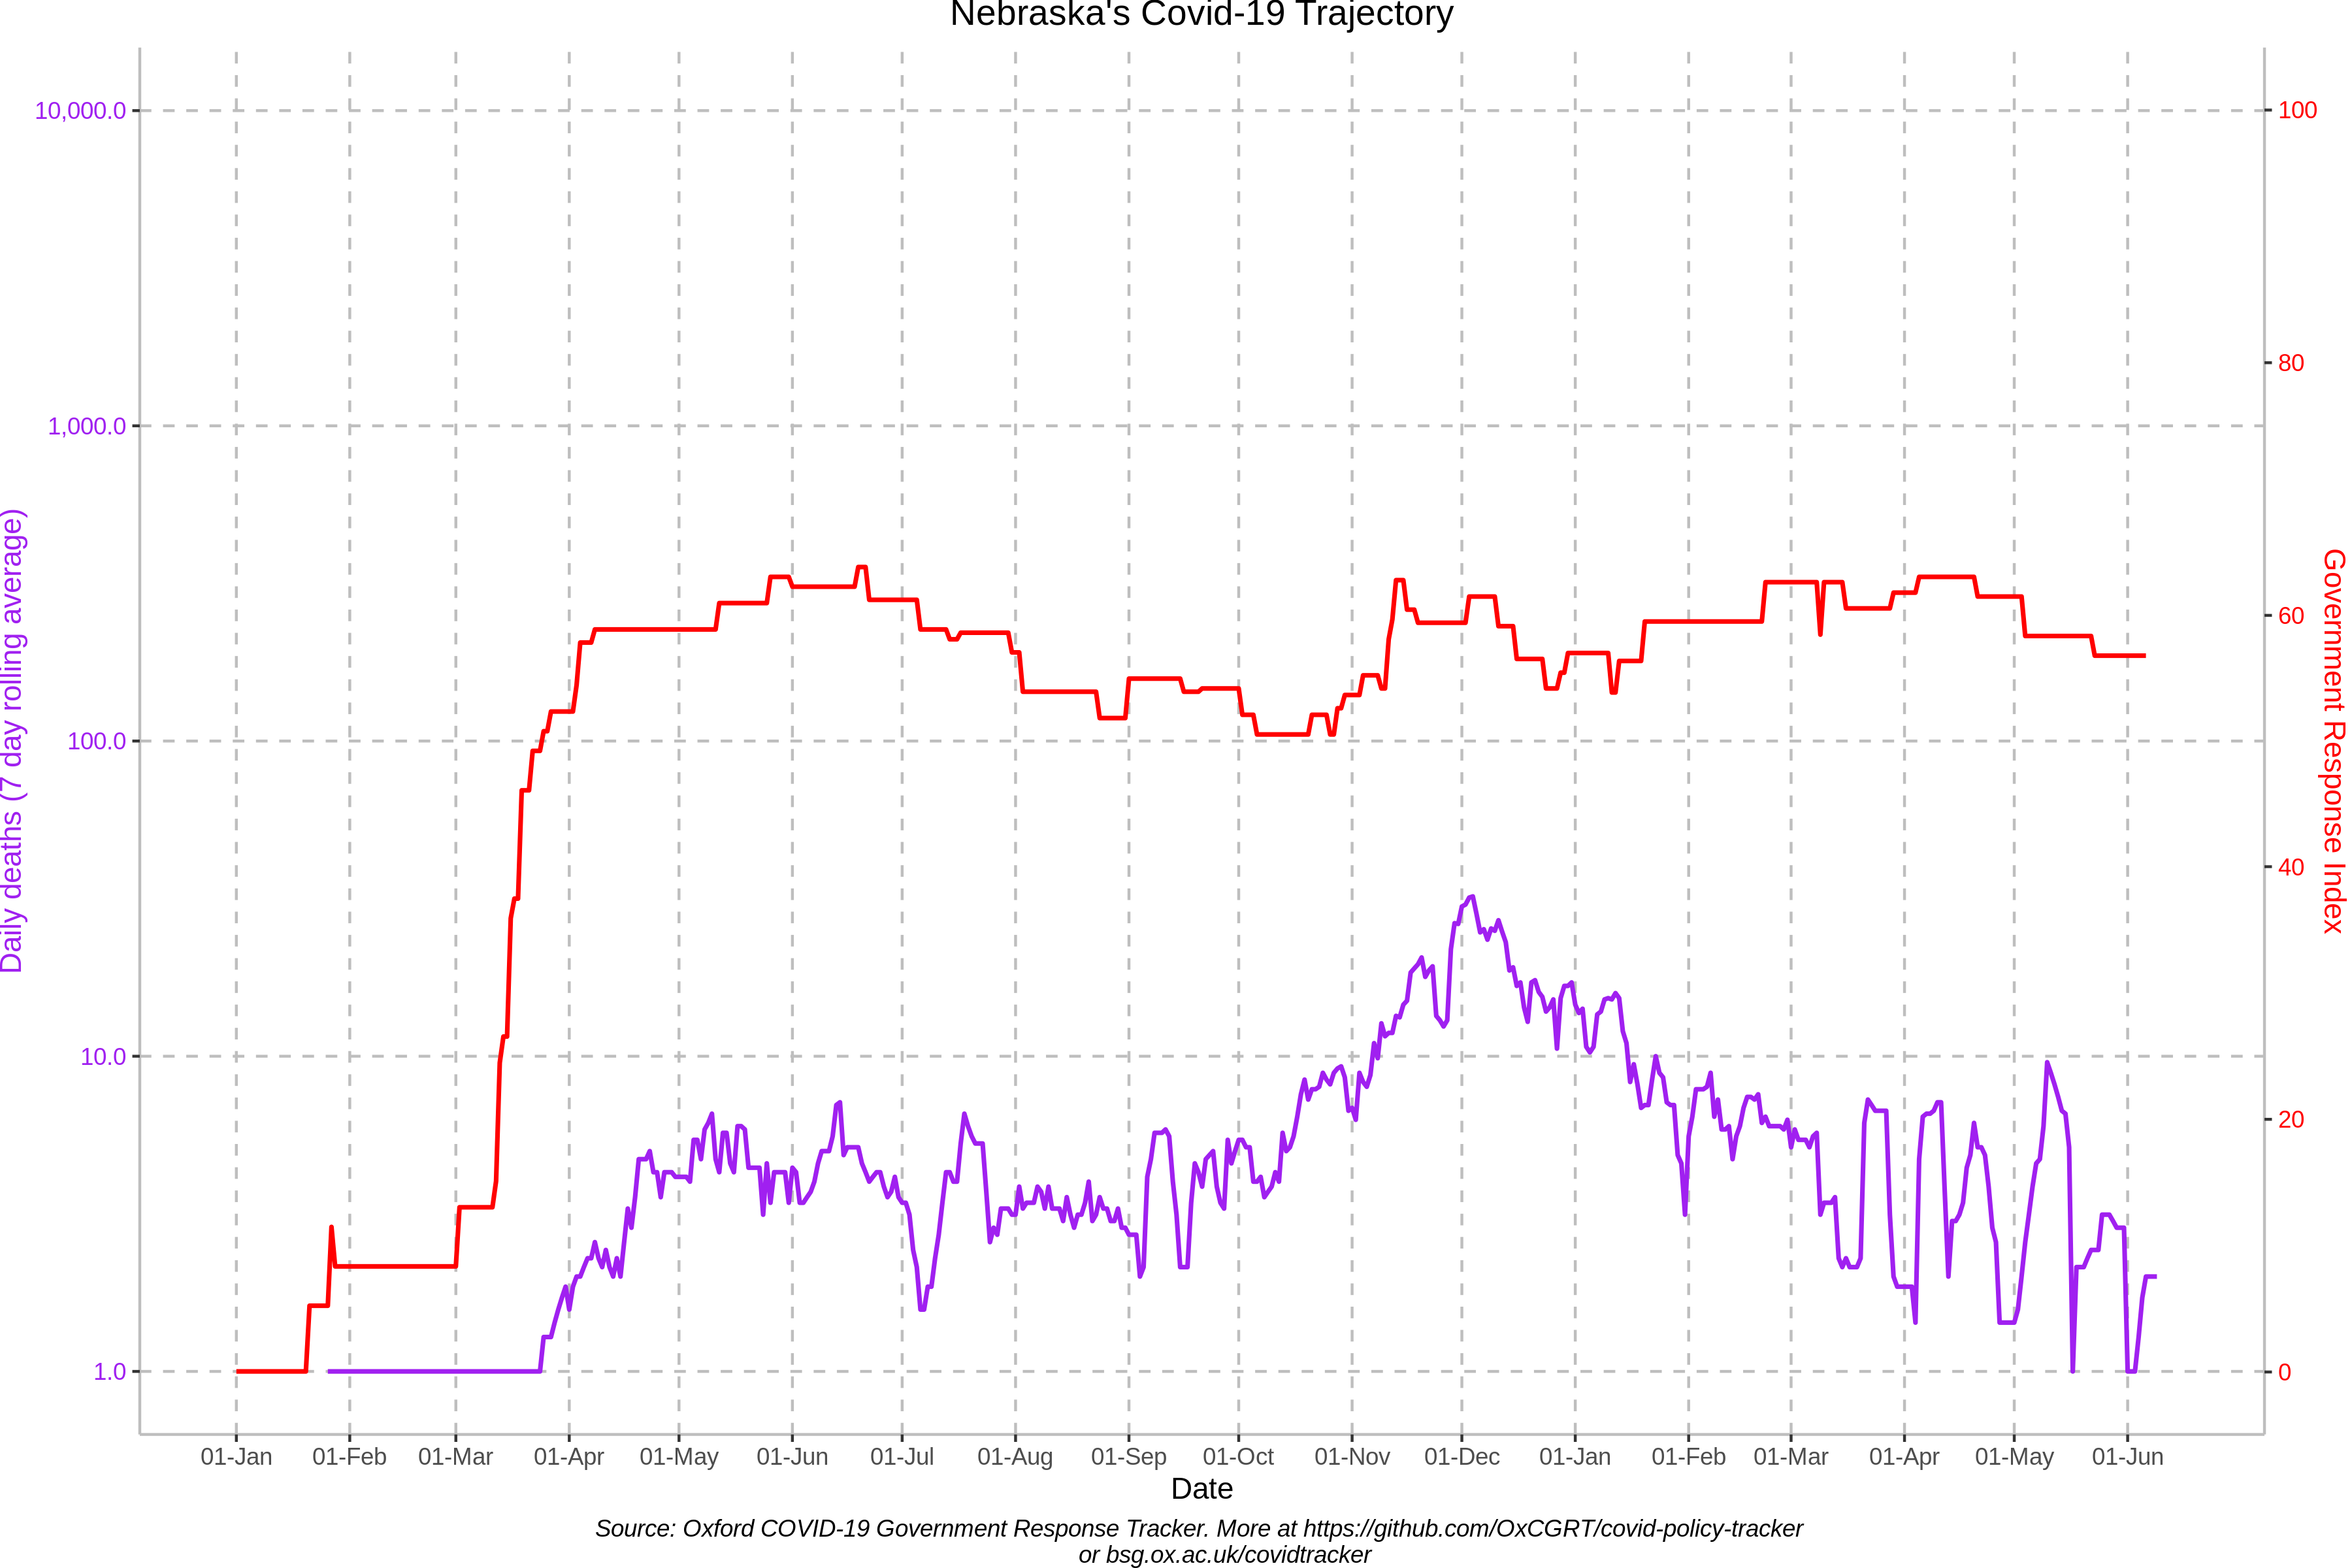 Nebraska's Covid-19 Trajectory
10,000.0
1,000.0
100.0
10.0
1.0
Daily deaths (7 day rolling average)
100
80
60
40
20
0
Government Response Index
01-Jan 01-Feb 01-Mar 01-Apr 01-May 01-Jun 01-Jul 01-Aug 01-Sep 01-Oct 01-Nov 01-Dec 01-Jan 01-Feb 01-Mar 01-Apr 01-May 01-Jun
Date
Source: Oxford COVID-19 Government Response Tracker. More at https://github.com/OxCGRT/covid-policy-tracker
or bsg.ox.ac.uk/covidtracker